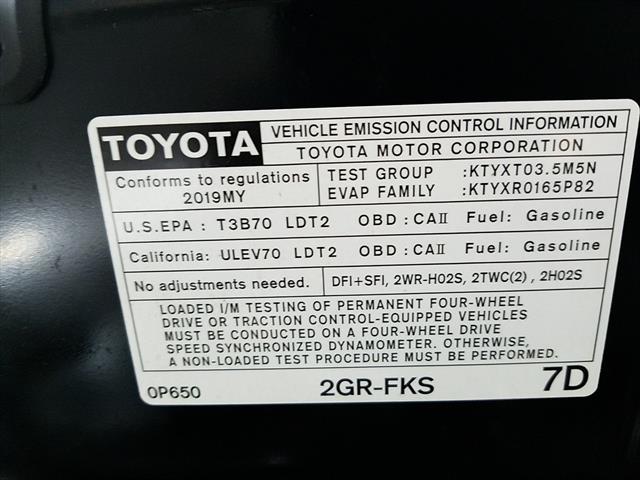 TOYOTA
VEHICLE EMISSION CONTROL INFORMATION
TOYOTA MOTOR CORPORATION
Conforms to regulations
2019MY
TEST GROUP :KTYXT03.5M5N
EVAP FAMILY :KTYXR0165P82
U.S.EPA : T3B70 LDT2 OBD : CAII Fuel: Gasoline
California: ULEV70 LDT2 OBD : CAII Fuel: Gasoline
No adjustments needed.
DFI+SFI, 2WR-HO2S, 2TWC(2) , 2HO2S
LOADED I/M TESTING OF PERMANENT FOUR-WHEEL
DRIVE OR TRACTION CONTROL-EQUIPPED VEHICLES
MUST BE CONDUCTED ON A FOUR-WHEEL DRIVE
SPEED SYNCHRONIZED DYNAMOMETER. OTHERWISE,
A NON-LOADED TEST PROCEDURE MUST BE PERFORMED.
0P650 2GR-FKS 7D